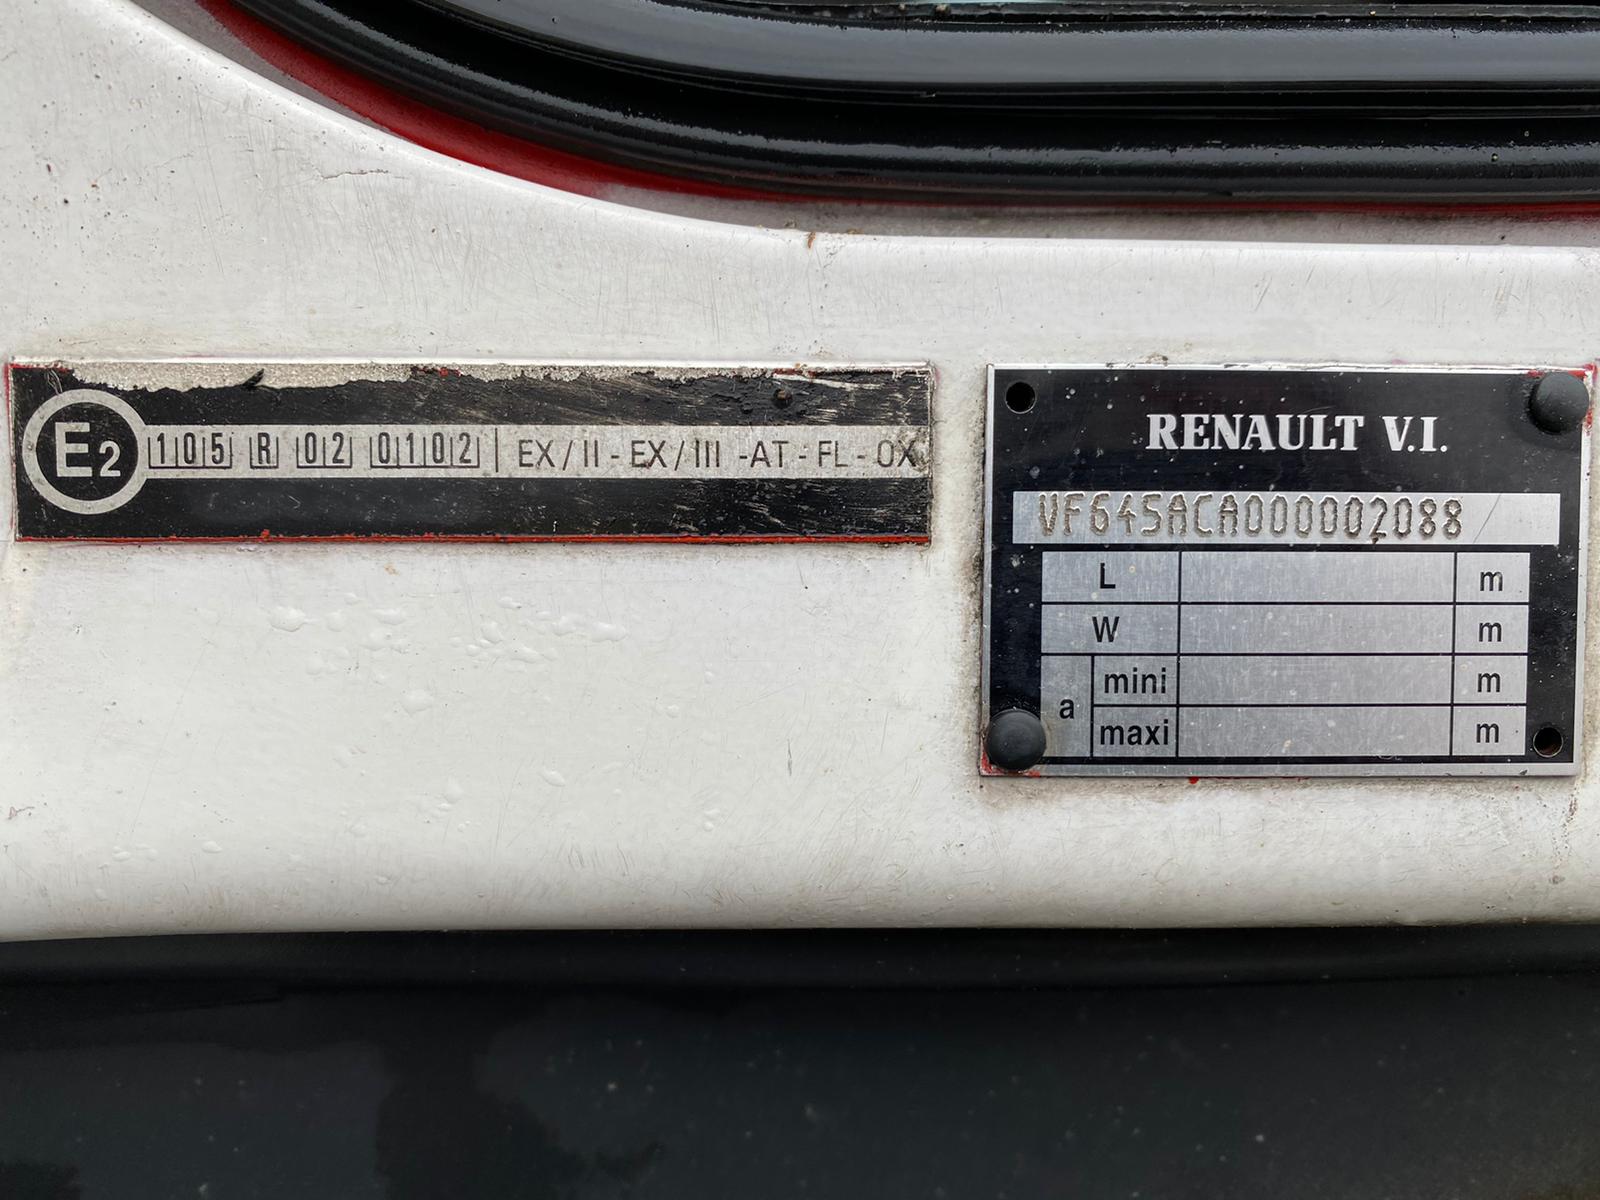 E2 105 R 02 0102 | EX/II - EX/III - AT - FL - OX
RENAULT V.I.
VF645ACA000002088
L m
W m
a mini m
maxi m